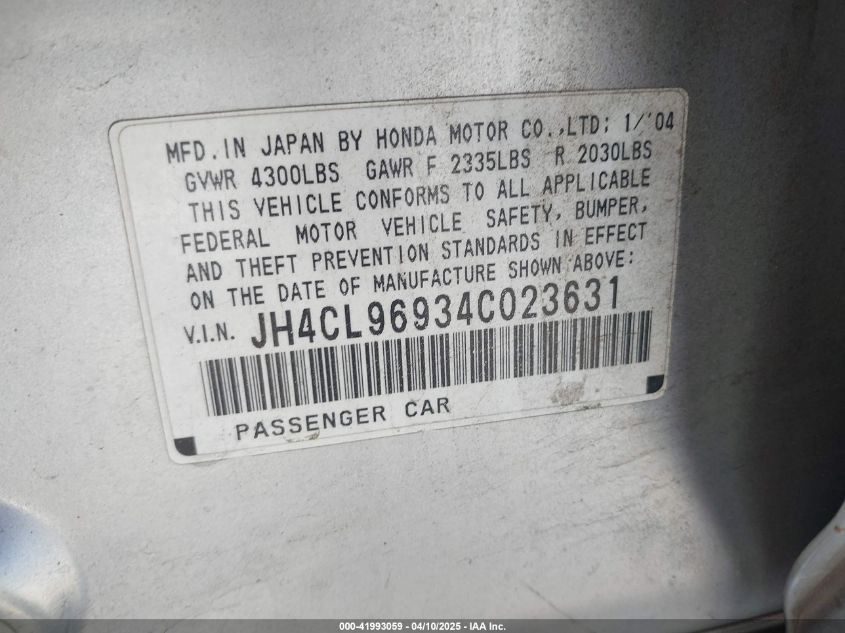 MFD. IN JAPAN BY HONDA MOTOR CO.,LTD; 1/'04
GVWR 4300LBS GAWR F 2335LBS R 2030LBS
THIS VEHICLE CONFORMS TO ALL APPLICABLE
FEDERAL MOTOR VEHICLE SAFETY, BUMPER,
AND THEFT PREVENTION STANDARDS IN EFFECT
ON THE DATE OF MANUFACTURE SHOWN ABOVE:
V.I.N. JH4CL96934C023631
PASSENGER CAR
000-41993059 - 04/10/2025 - IAA Inc.